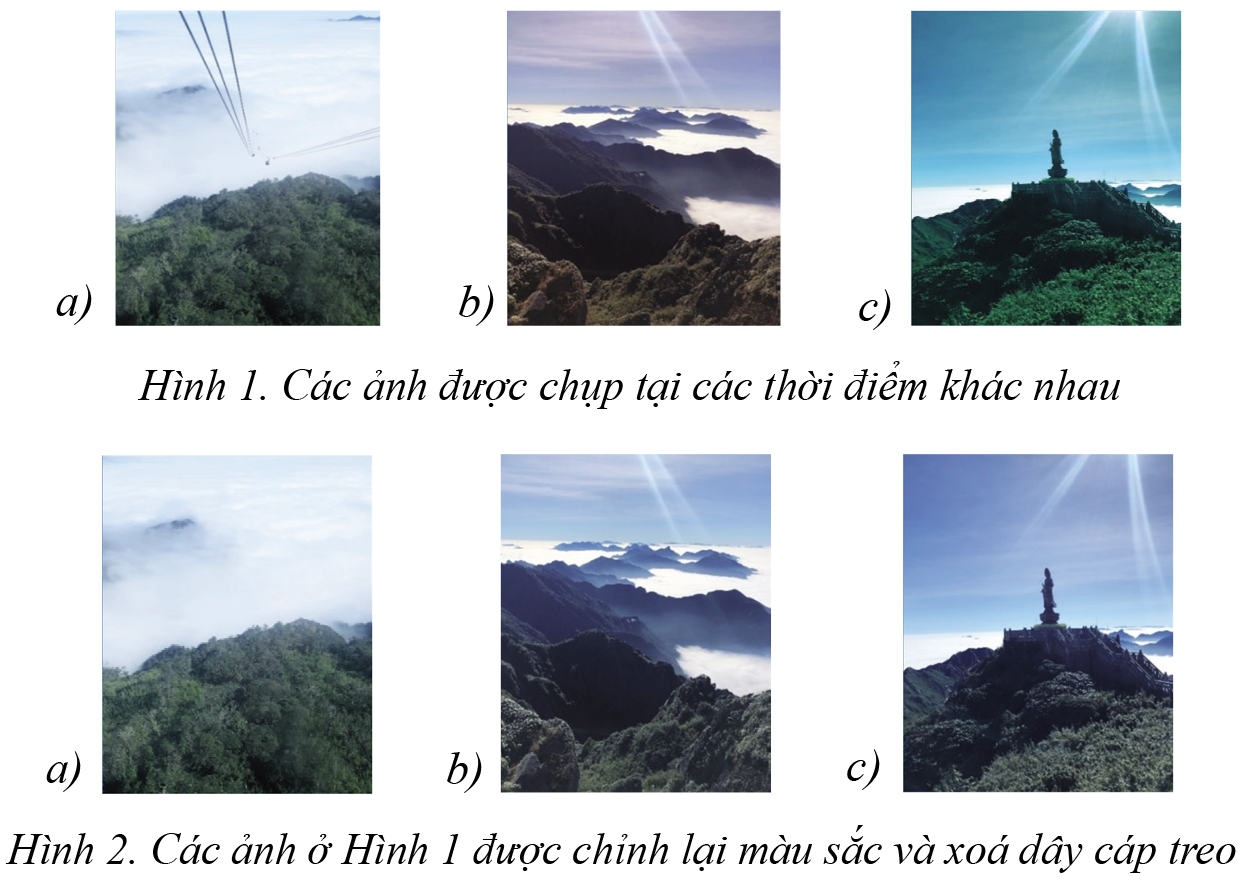 a)
b)
c)
Hình 1. Các ảnh được chụp tại các thời điểm khác nhau
a)
b)
c)
Hình 2. Các ảnh ở Hình 1 được chỉnh lại màu sắc và xoá dây cáp treo